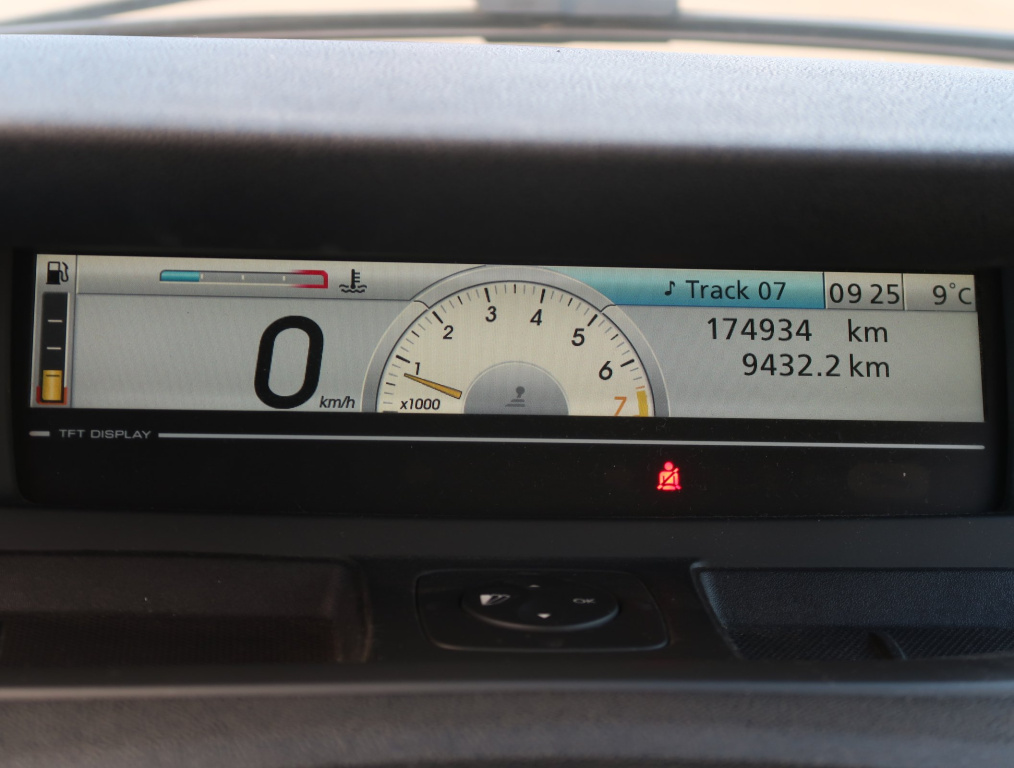 ♪ Track 07 09 25 9°C
174934 km
9432.2 km
0 km/h
1 2 3 4 5 6 7
x1000
TFT DISPLAY
OK